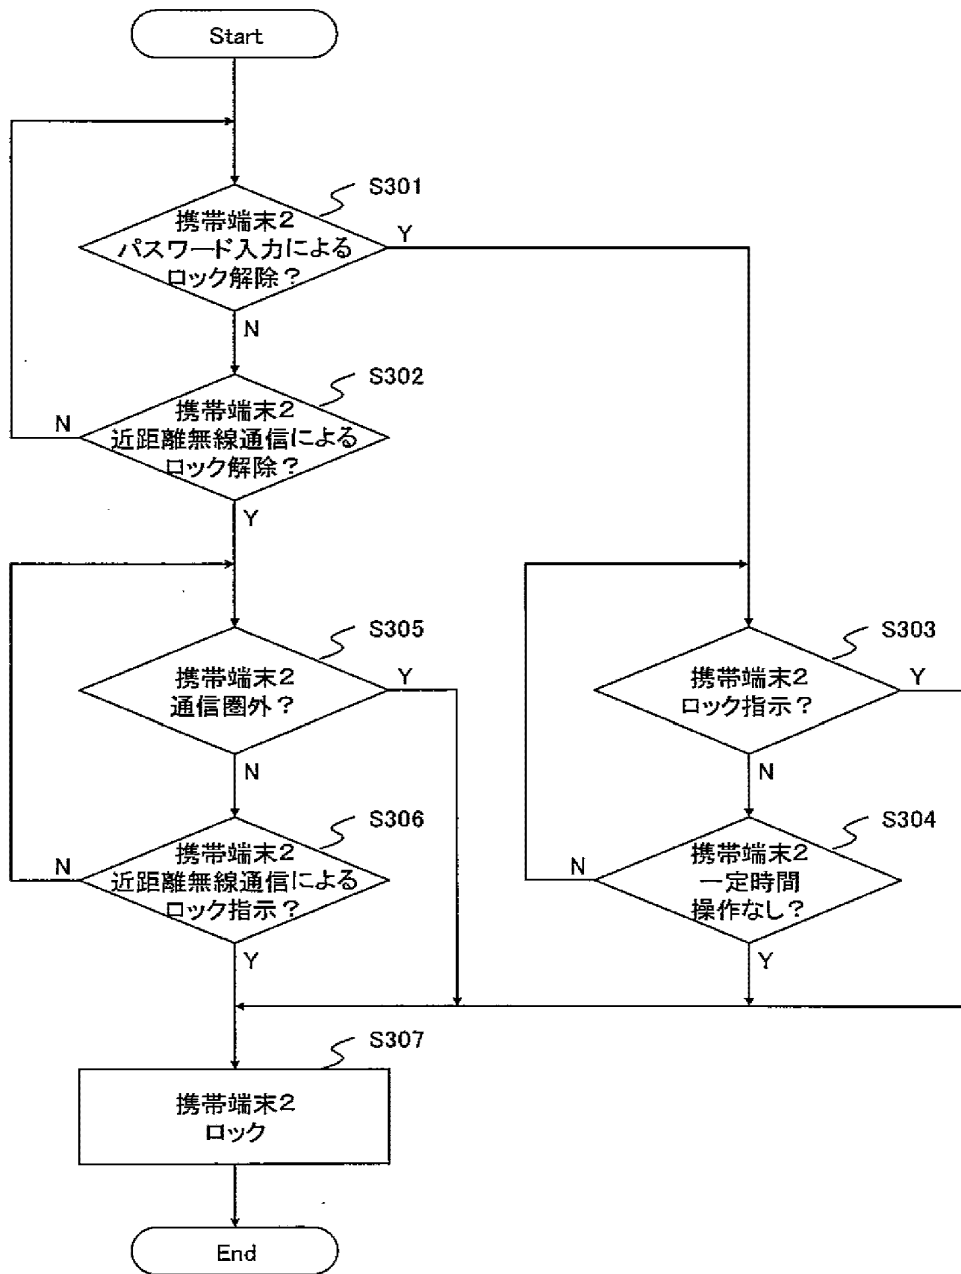 Start
S301
携帯端末2
パスワード入力による
ロック解除?
Y
N
S302
携帯端末2
近距離無線通信による
ロック解除?
N
Y
S305
携帯端末2
通信圏外?
Y
N
S303
携帯端末2
ロック指示?
Y
N
S306
携帯端末2
近距離無線通信による
ロック指示?
N
Y
S304
携帯端末2
一定時間
操作なし?
N
Y
S307
携帯端末2
ロック
End